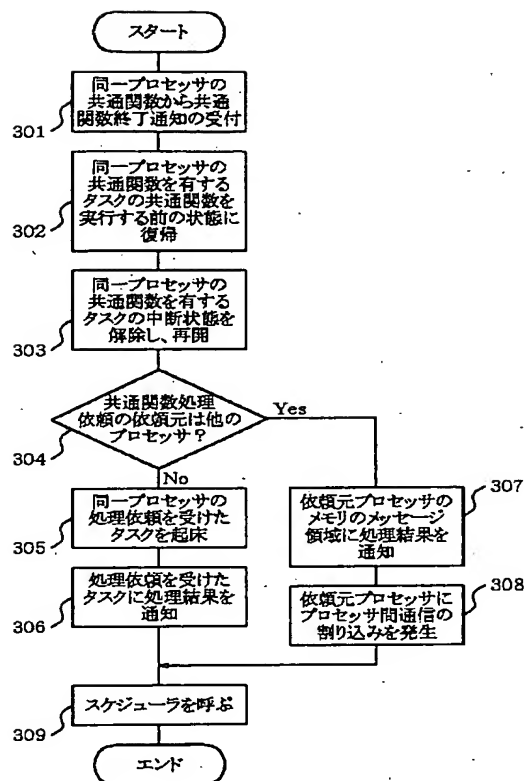 スタート
同一プロセッサの
共通関数から共通
関数終了通知の受付
301
同一プロセッサの
共通関数を有する
タスクの共通関数を
実行する前の状態に
復帰
302
同一プロセッサの
共通関数を有する
タスクの中断状態を
解除し、再開
303
共通関数処理
依頼の依頼元は他の
プロセッサ?
304
Yes
No
同一プロセッサの
処理依頼を受けた
タスクを起床
305
処理依頼を受けた
タスクに処理結果を
通知
306
依頼元プロセッサの
メモリのメッセージ
領域に処理結果を
通知
307
依頼元プロセッサに
プロセッサ間通信の
割り込みを発生
308
スケジューラを呼ぶ
309
エンド